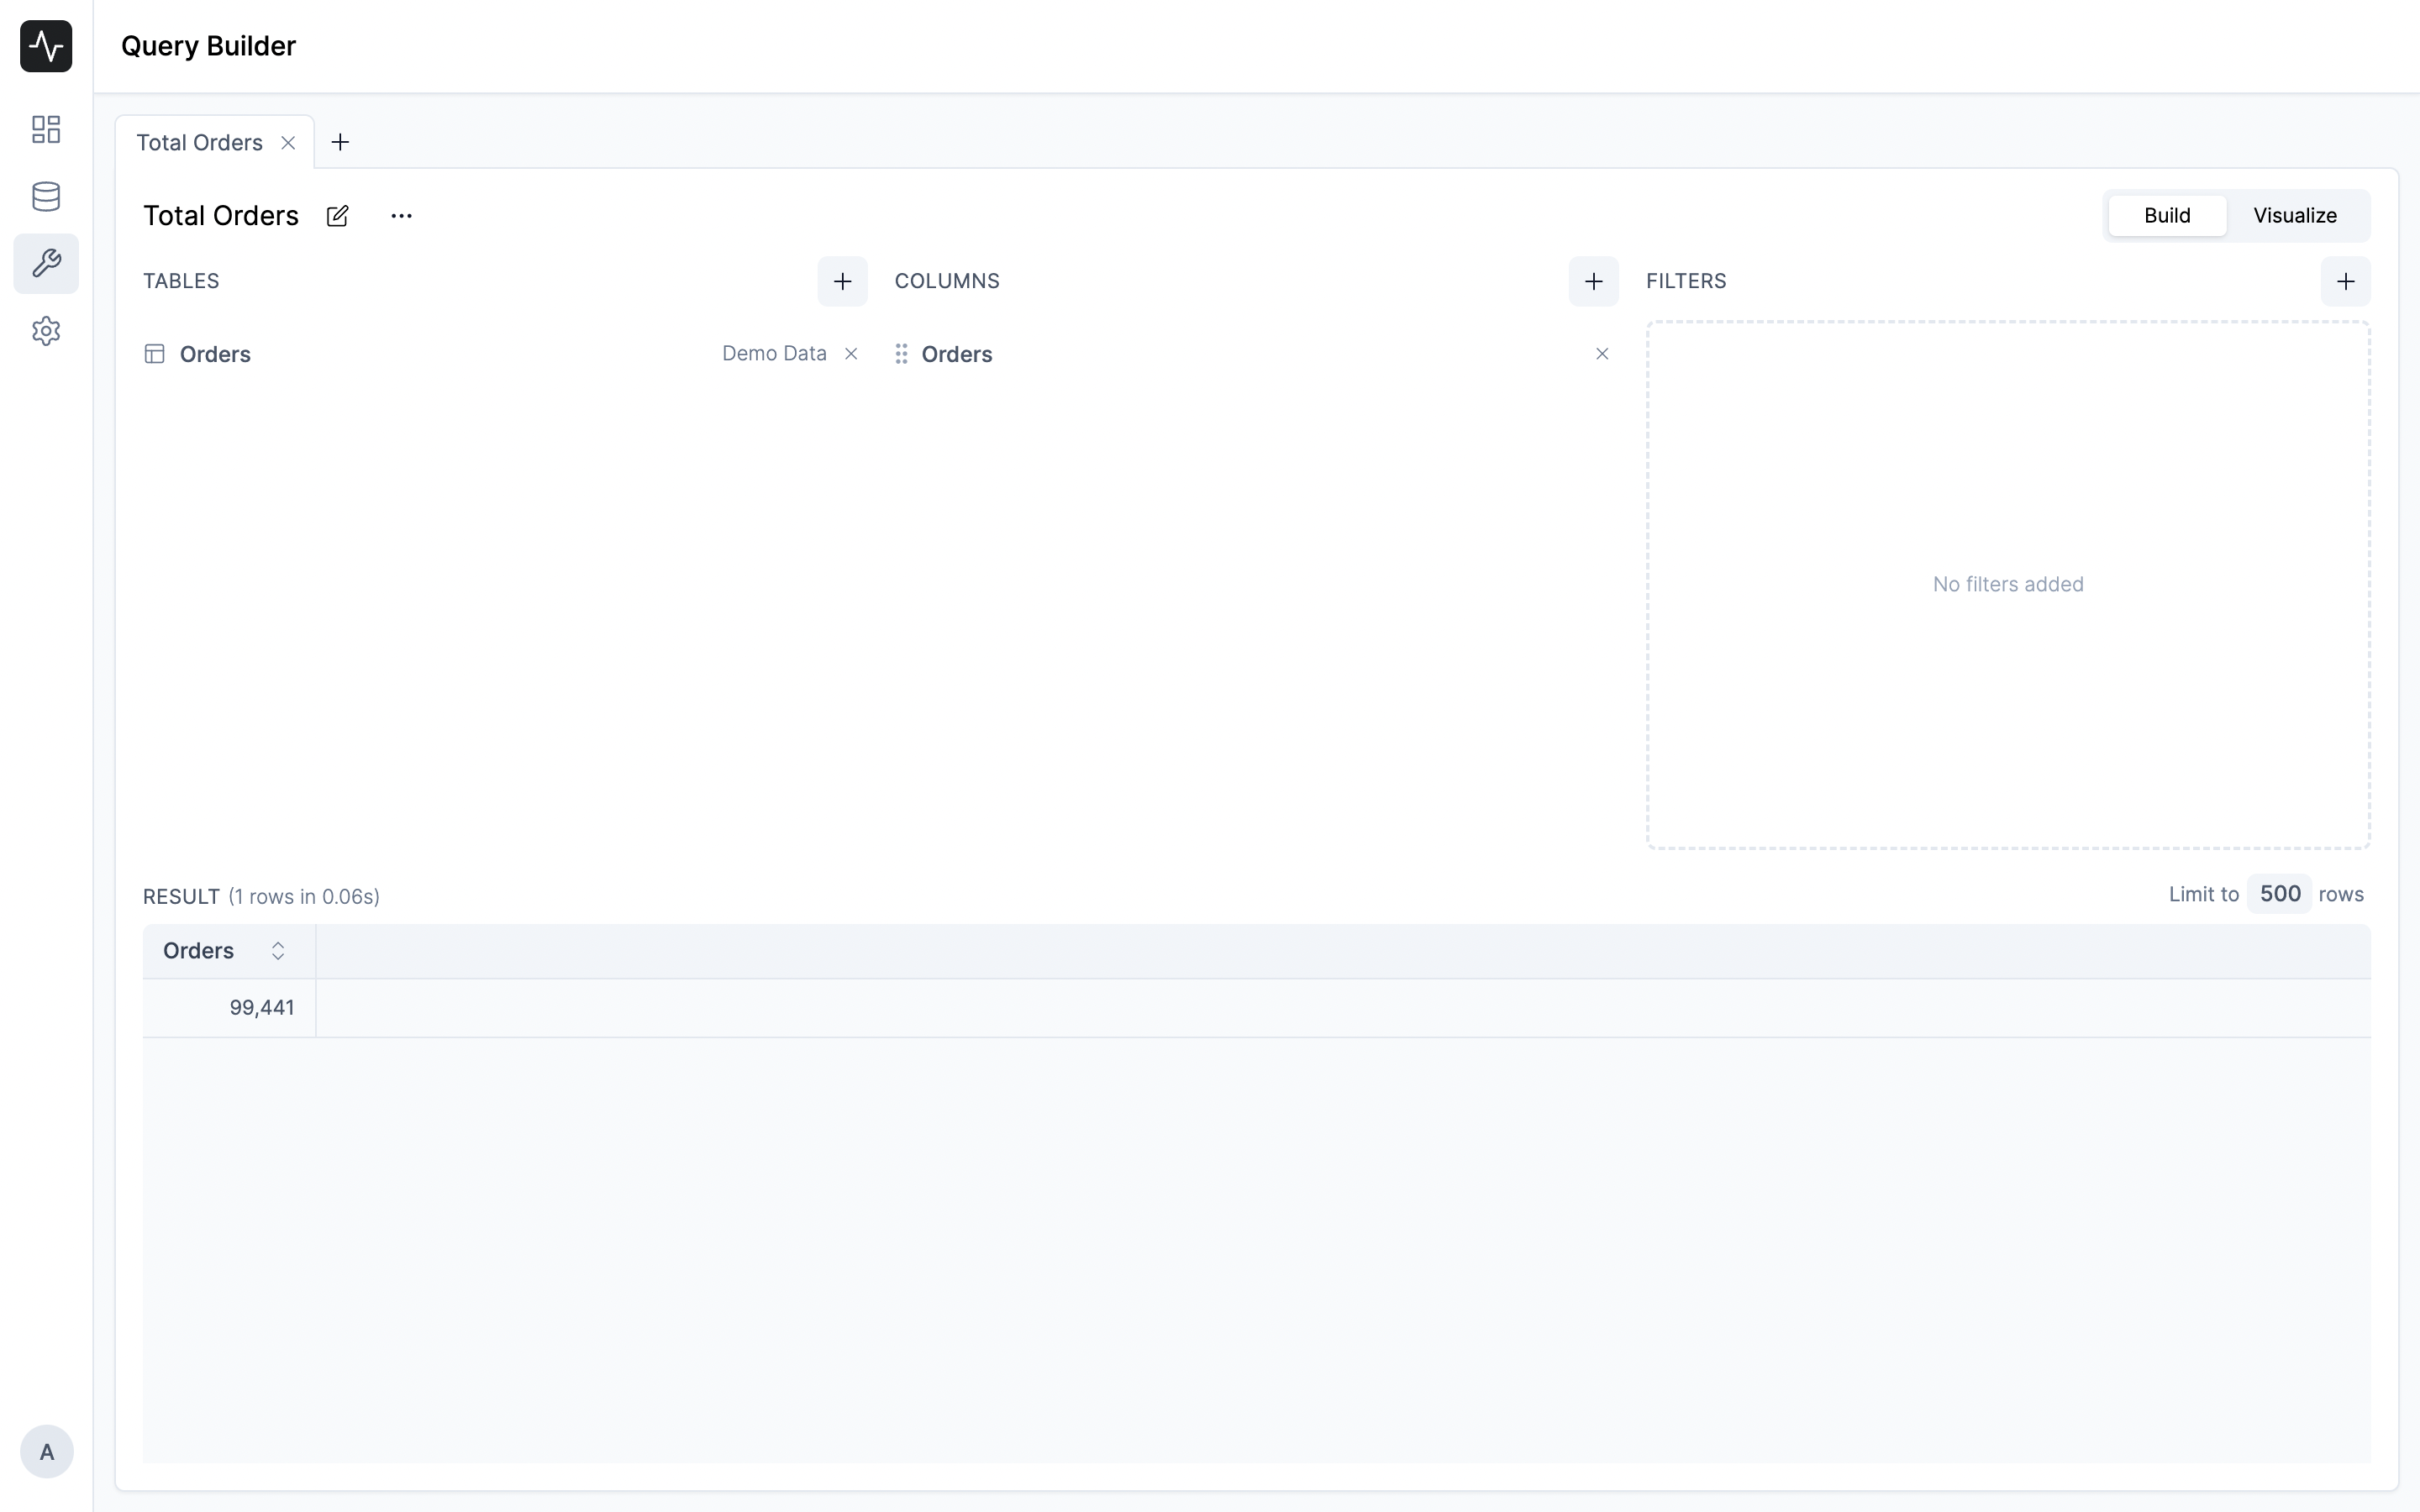 Query Builder
Total Orders
Total Orders
Build Visualize
TABLES
COLUMNS
FILTERS
Orders Demo Data
Orders
No filters added
RESULT (1 rows in 0.06s)
Limit to 500 rows
Orders
99,441
A